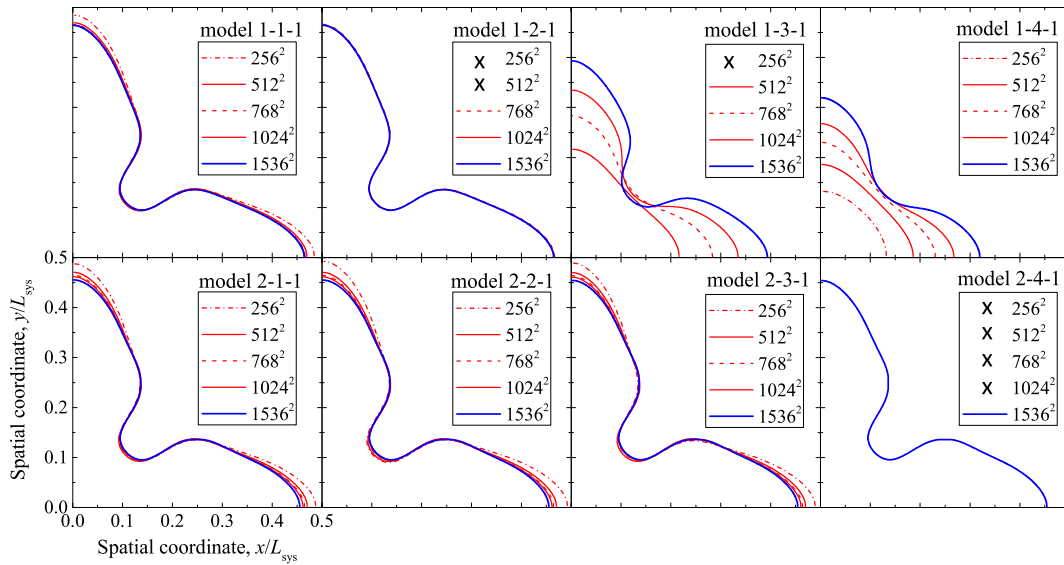 model 1-1-1
256²
512²
768²
1024²
1536²
model 1-2-1
X 256²
X 512²
768²
1024²
1536²
model 1-3-1
X 256²
512²
768²
1024²
1536²
model 1-4-1
256²
512²
768²
1024²
1536²
model 2-1-1
256²
512²
768²
1024²
1536²
model 2-2-1
256²
512²
768²
1024²
1536²
model 2-3-1
256²
512²
768²
1024²
1536²
model 2-4-1
X 256²
X 512²
X 768²
X 1024²
1536²
Spatial coordinate, y/Lsys
0.5
0.4
0.3
0.2
0.1
0.0
0.0 0.1 0.2 0.3 0.4 0.5
Spatial coordinate, x/Lsys